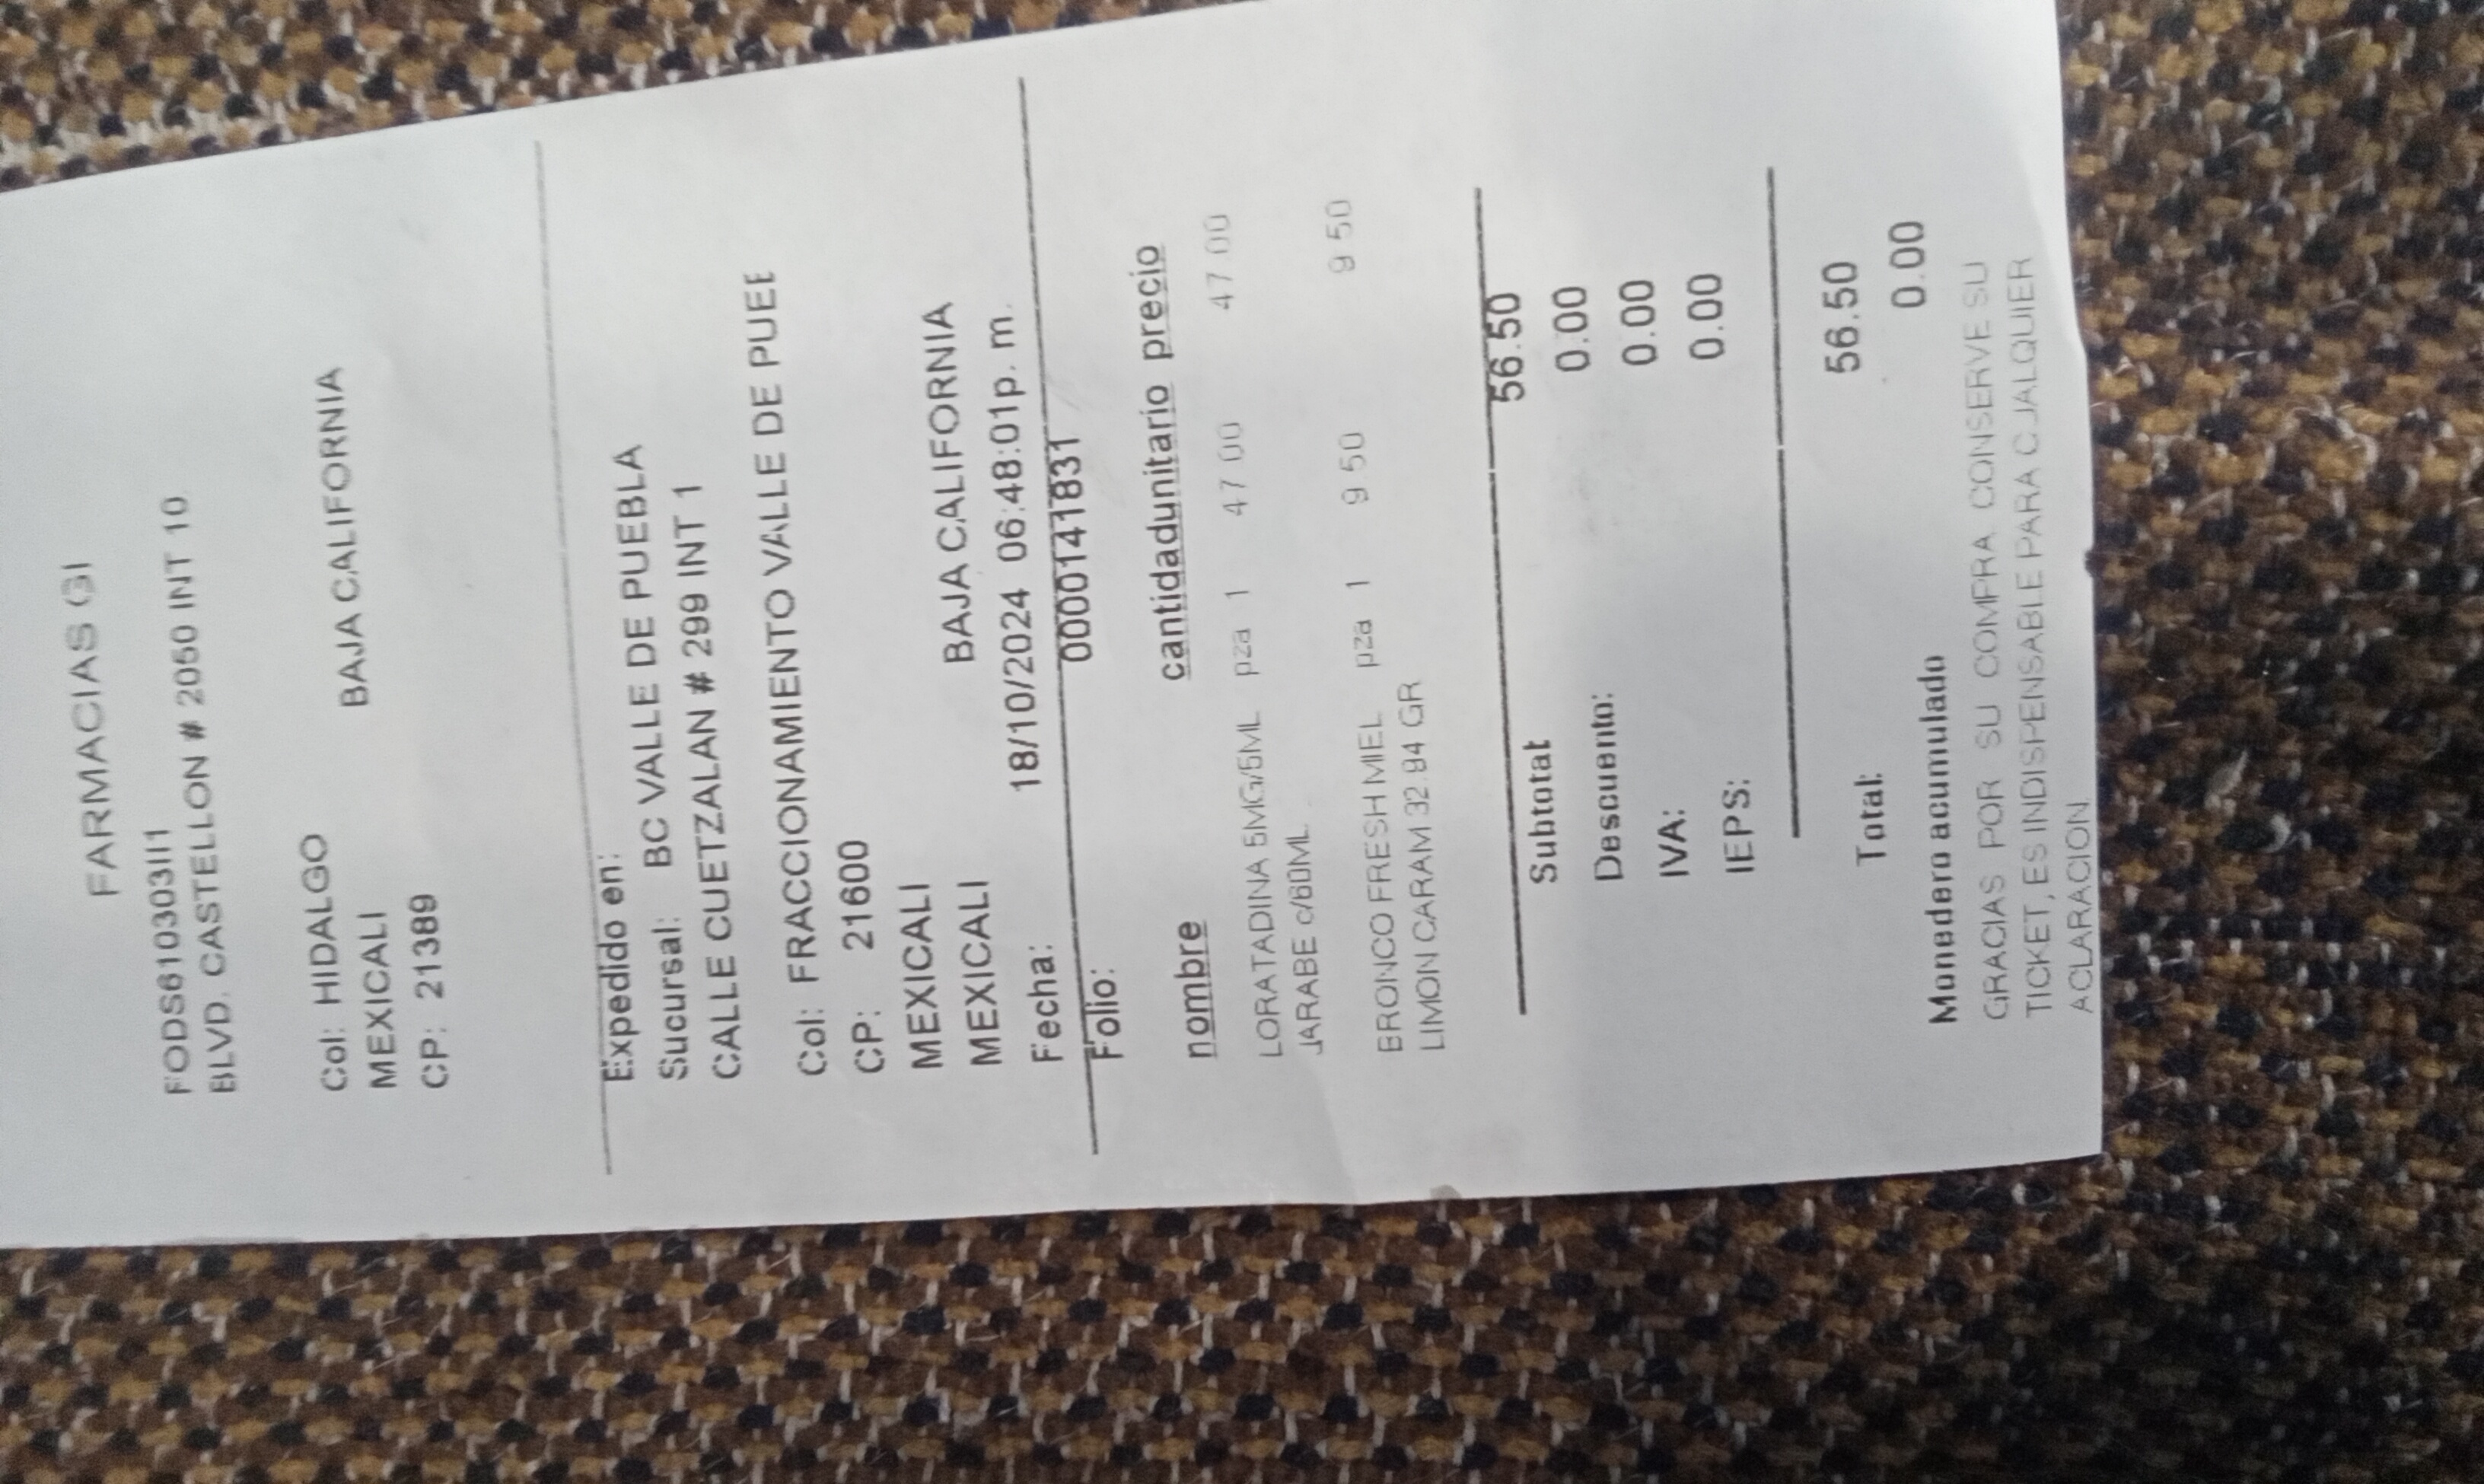 FARMACIAS GI
FODS610303II1
BLVD. CASTELLON # 2050 INT 10
Col: HIDALGO
MEXICALI BAJA CALIFORNIA
CP: 21389
Expedido en:
Sucursal: BC VALLE DE PUEBLA
CALLE CUETZALAN # 299 INT 1
Col: FRACCIONAMIENTO VALLE DE PUEE
CP: 21600
MEXICALI
MEXICALI BAJA CALIFORNIA
Fecha: 18/10/2024 06:48:01p. m.
Folio: 0000141831
nombre cantidadunitario precio
LORATADINA 5MG/5ML pza 1 47 00 47 00
JARABE c/60ML
BRONCO FRESH MIEL pza 1 9 50 9 50
LIMON CARAM 32.94 GR
Subtotat 56.50
Descuento: 0.00
IVA: 0.00
IEPS: 0.00
Total: 56.50
Monedero acumulado 0.00
GRACIAS POR SU COMPRA CONSERVE SU
TICKET, ES INDISPENSABLE PARA CUALQUIER
ACLARACION